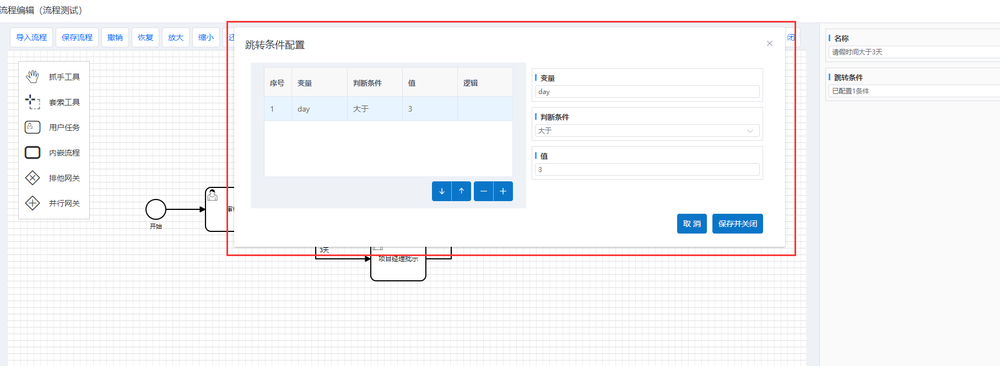 流程编辑（流程测试）
导入流程 保存流程 撤销 恢复 放大 缩小 还
闭
抓手工具
套索工具
用户任务
内嵌流程
排他网关
并行网关
开始
跳转条件配置
序号 变量 判断条件 值 逻辑
1 day 大于 3
变量
day
判断条件
大于
值
3
取 消 保存并关闭
3天
项目经理批示
名称
请假时间大于3天
跳转条件
已配置1条件